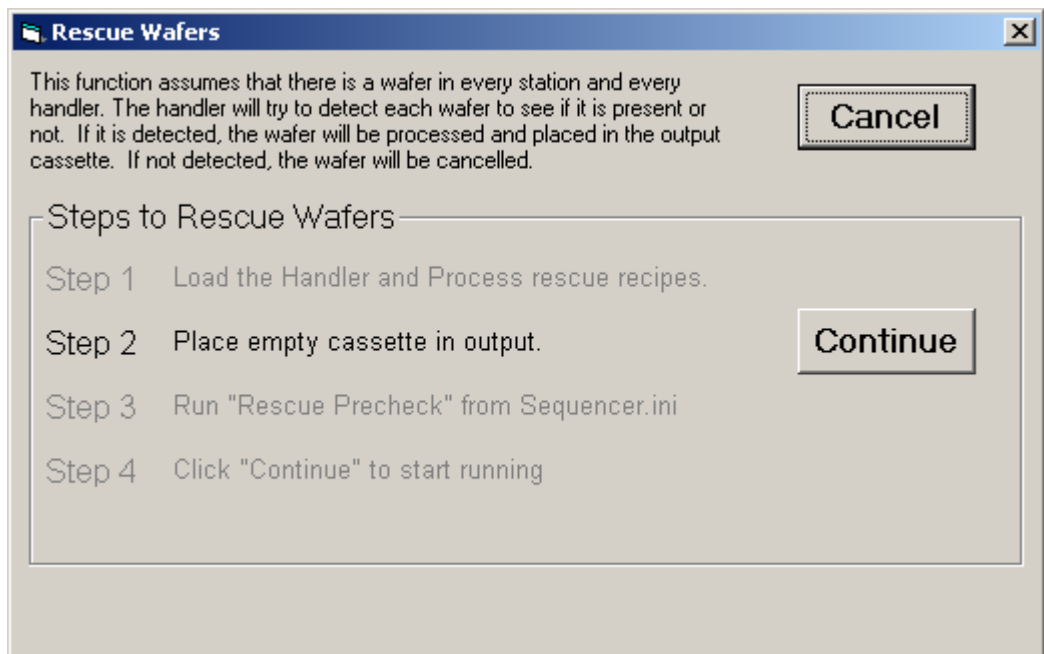 Rescue Wafers
This function assumes that there is a wafer in every station and every
handler. The handler will try to detect each wafer to see if it is present or
not.  If it is detected, the wafer will be processed and placed in the output
cassette.  If not detected, the wafer will be cancelled.
Cancel
Steps to Rescue Wafers
Step 1 Load the Handler and Process rescue recipes.
Step 2 Place empty cassette in output.
Continue
Step 3 Run "Rescue Precheck" from Sequencer.ini
Step 4 Click "Continue" to start running